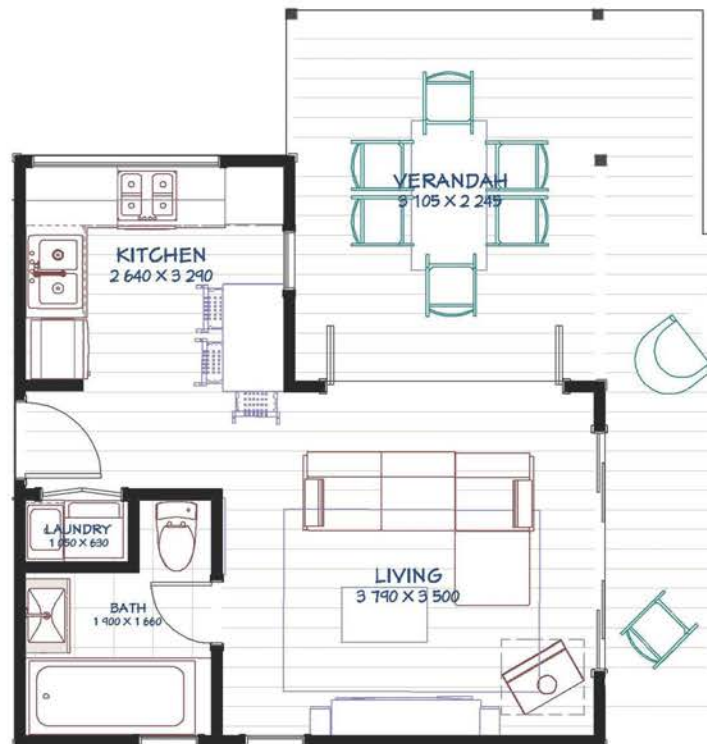 VERANDAH
3 105 X 2 245
KITCHEN
2 640 X 3 290
LAUNDRY
1 050 X 630
LIVING
3 790 X 3 500
BATH
1 900 X 1 660